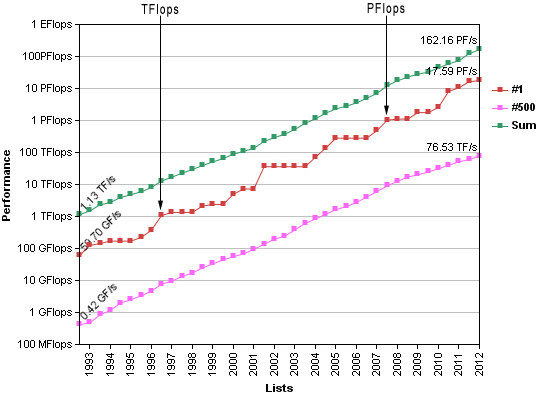 TFlops
PFlops
1 EFlops
100PFlops
10 PFlops
1 PFlops
100 TFlops
10 TFlops
1 TFlops
100 GFlops
10 GFlops
1 GFlops
100 MFlops
Performance
162.16 PF/s
17.59 PF/s
76.53 TF/s
1.13 TF/s
59.70 GF/s
0.42 GF/s
#1
#500
Sum
1993
1994
1995
1996
1997
1998
1999
2000
2001
2002
2003
2004
2005
2006
2007
2008
2009
2010
2011
2012
Lists